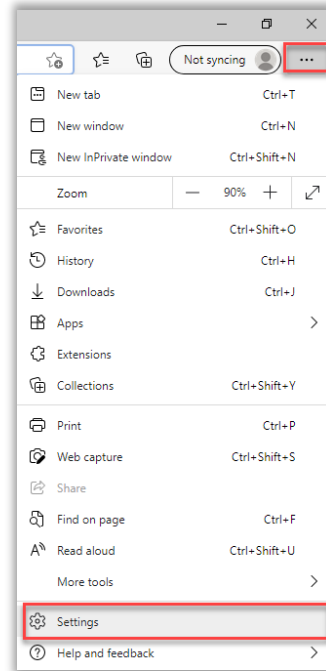 Not syncing
New tab Ctrl+T
New window Ctrl+N
New InPrivate window Ctrl+Shift+N
Zoom 90%
Favorites Ctrl+Shift+O
History Ctrl+H
Downloads Ctrl+J
Apps
Extensions
Collections Ctrl+Shift+Y
Print Ctrl+P
Web capture Ctrl+Shift+S
Share
Find on page Ctrl+F
Read aloud Ctrl+Shift+U
More tools
Settings
Help and feedback